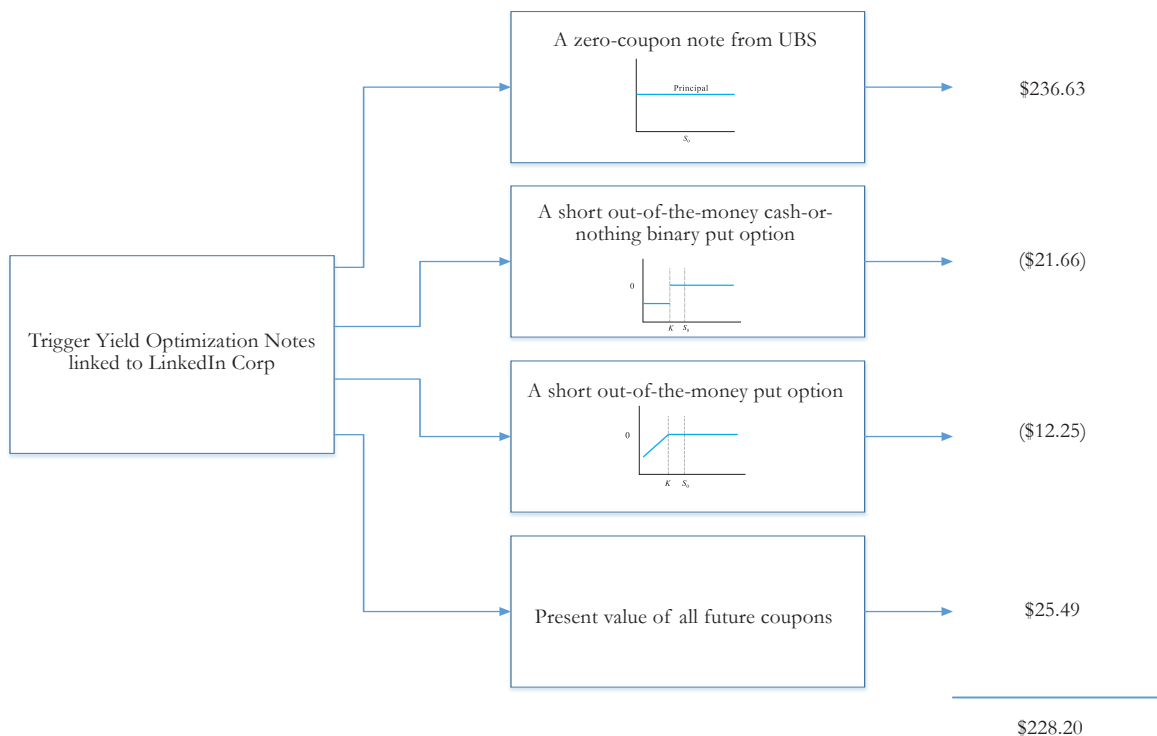 A zero-coupon note from UBS
Principal
S₀
$236.63
A short out-of-the-money cash-or-
nothing binary put option
0
K S₀
($21.66)
Trigger Yield Optimization Notes
linked to LinkedIn Corp
A short out-of-the-money put option
0
K S₀
($12.25)
Present value of all future coupons
$25.49
$228.20